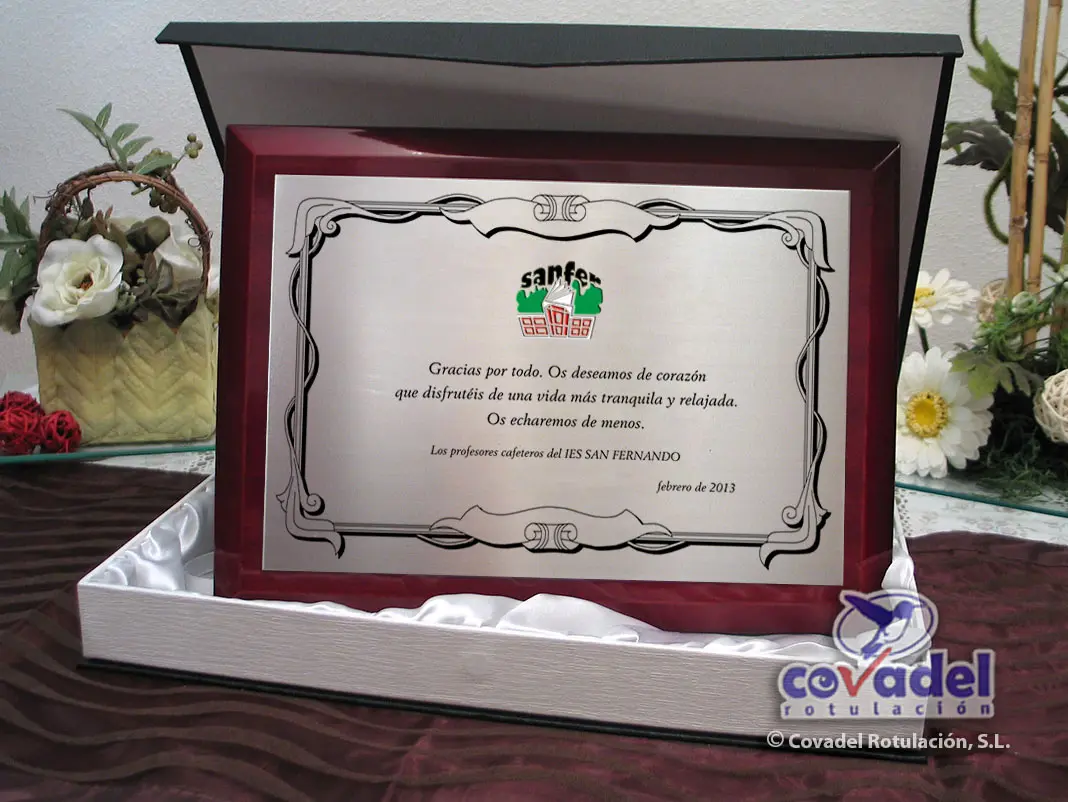 sanfer
Gracias por todo. Os deseamos de corazón
que disfrutéis de una vida más tranquila y relajada.
Os echaremos de menos.
Los profesores cafeteros del IES SAN FERNANDO
febrero de 2013
covadel
rotulación
© Covadel Rotulación, S.L.